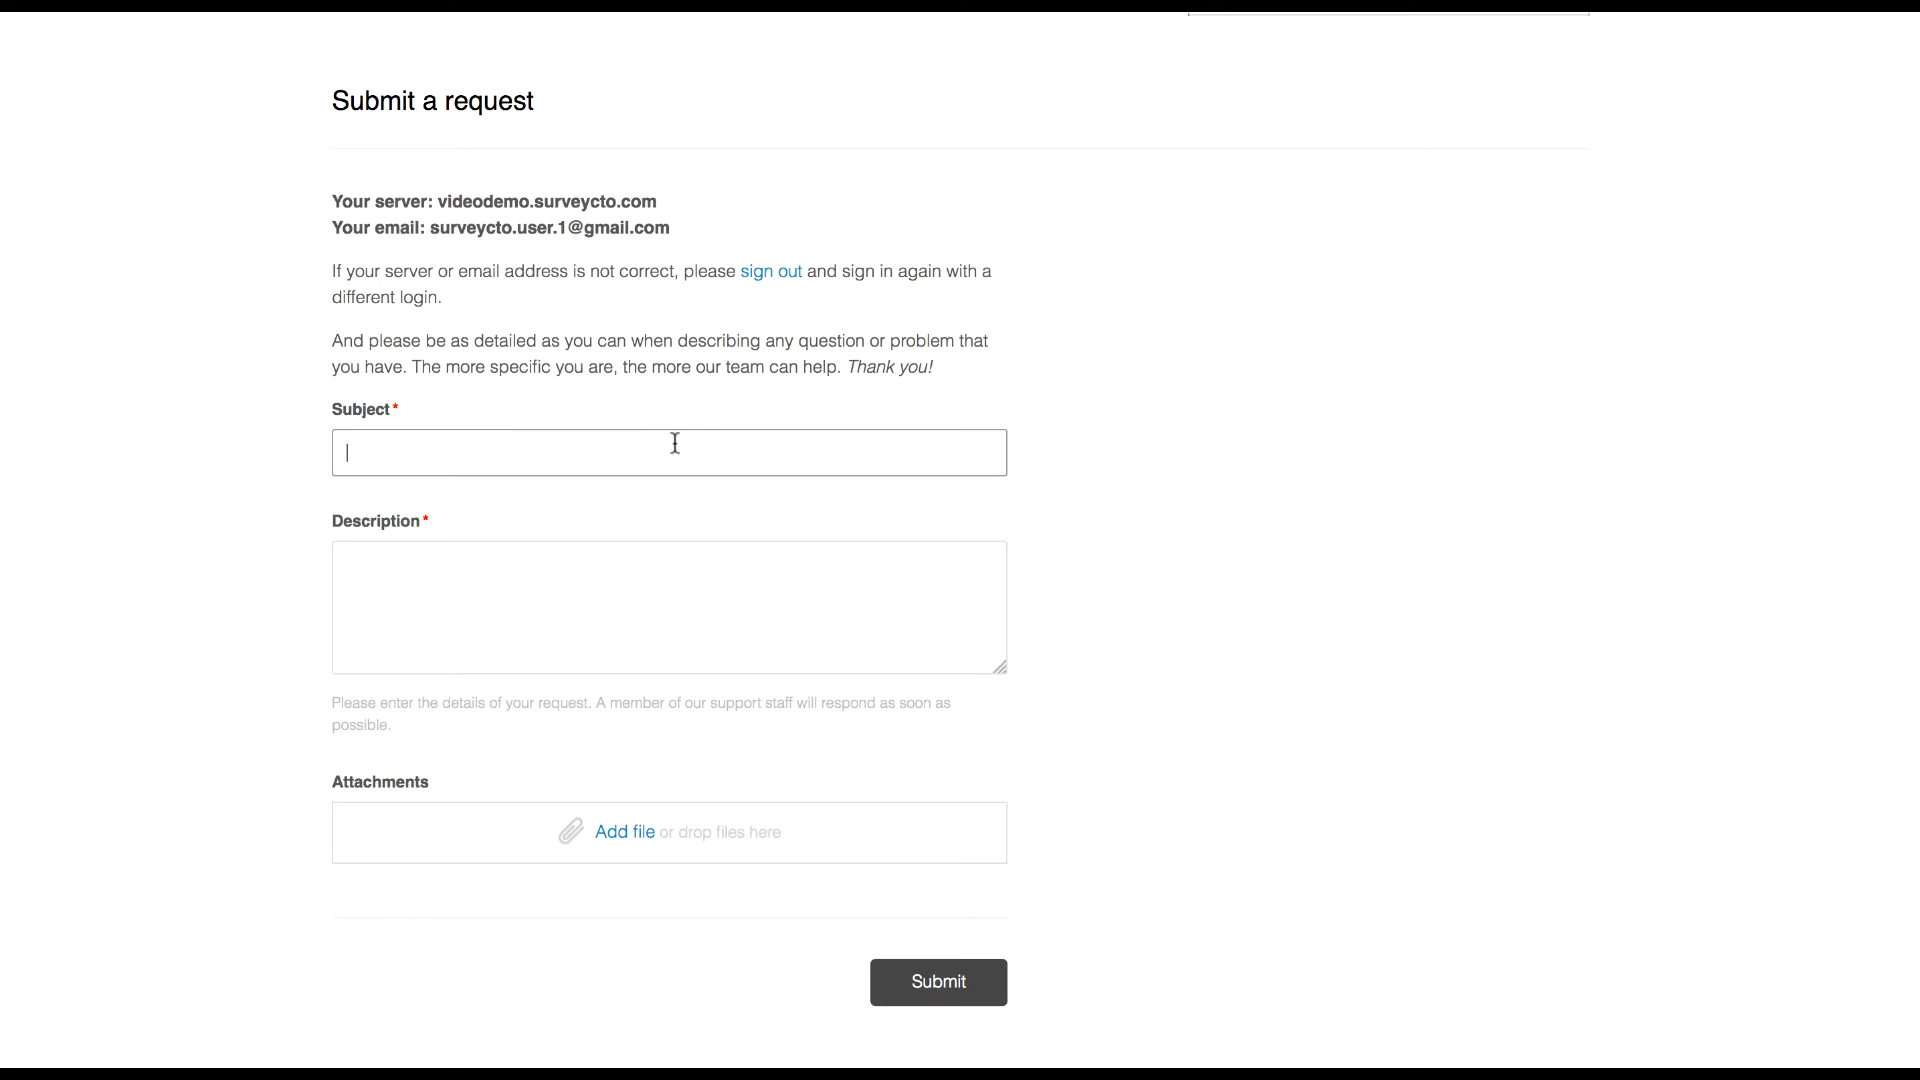 Submit a request
Your server: videodemo.surveycto.com
Your email: surveycto.user.1@gmail.com
If your server or email address is not correct, please sign out and sign in again with a
different login.
And please be as detailed as you can when describing any question or problem that
you have. The more specific you are, the more our team can help. Thank you!
Subject*
Description*
Please enter the details of your request. A member of our support staff will respond as soon as
possible.
Attachments
Add file or drop files here
Submit